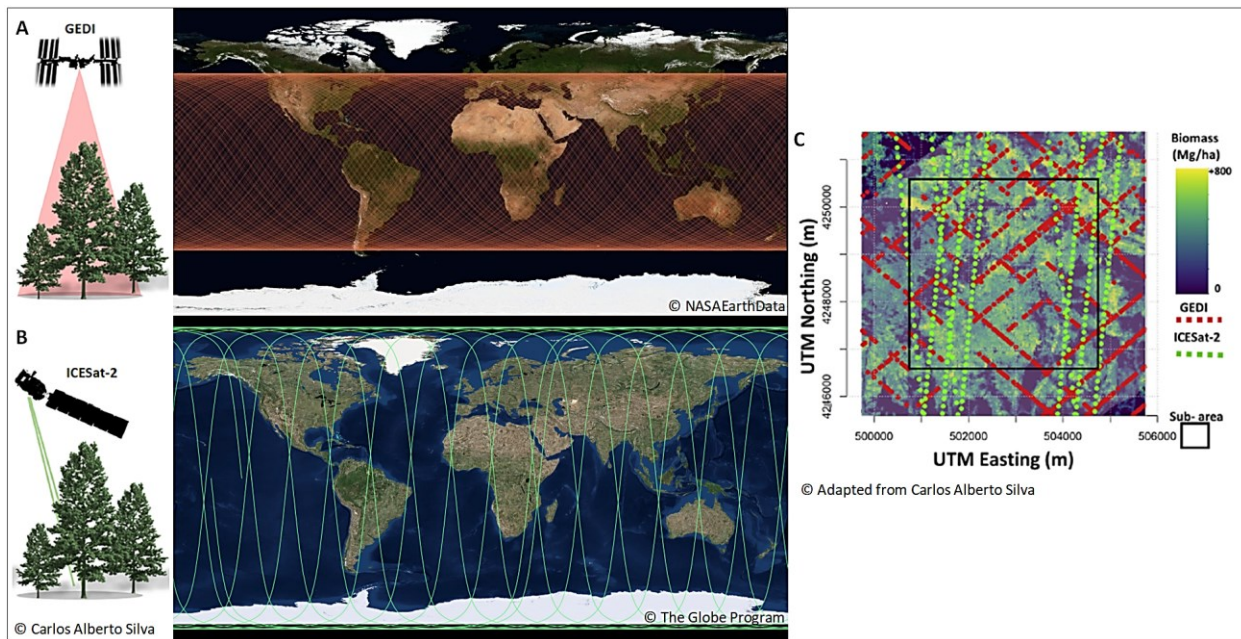 A
GEDI
© NASAEarthData
B
ICESat-2
© Carlos Alberto Silva
© The Globe Program
C
Biomass
(Mg/ha)
+800
0
GEDI
ICESat-2
Sub- area
UTM Northing (m)
4250000
4248000
4246000
500000
502000
504000
506000
UTM Easting (m)
© Adapted from Carlos Alberto Silva